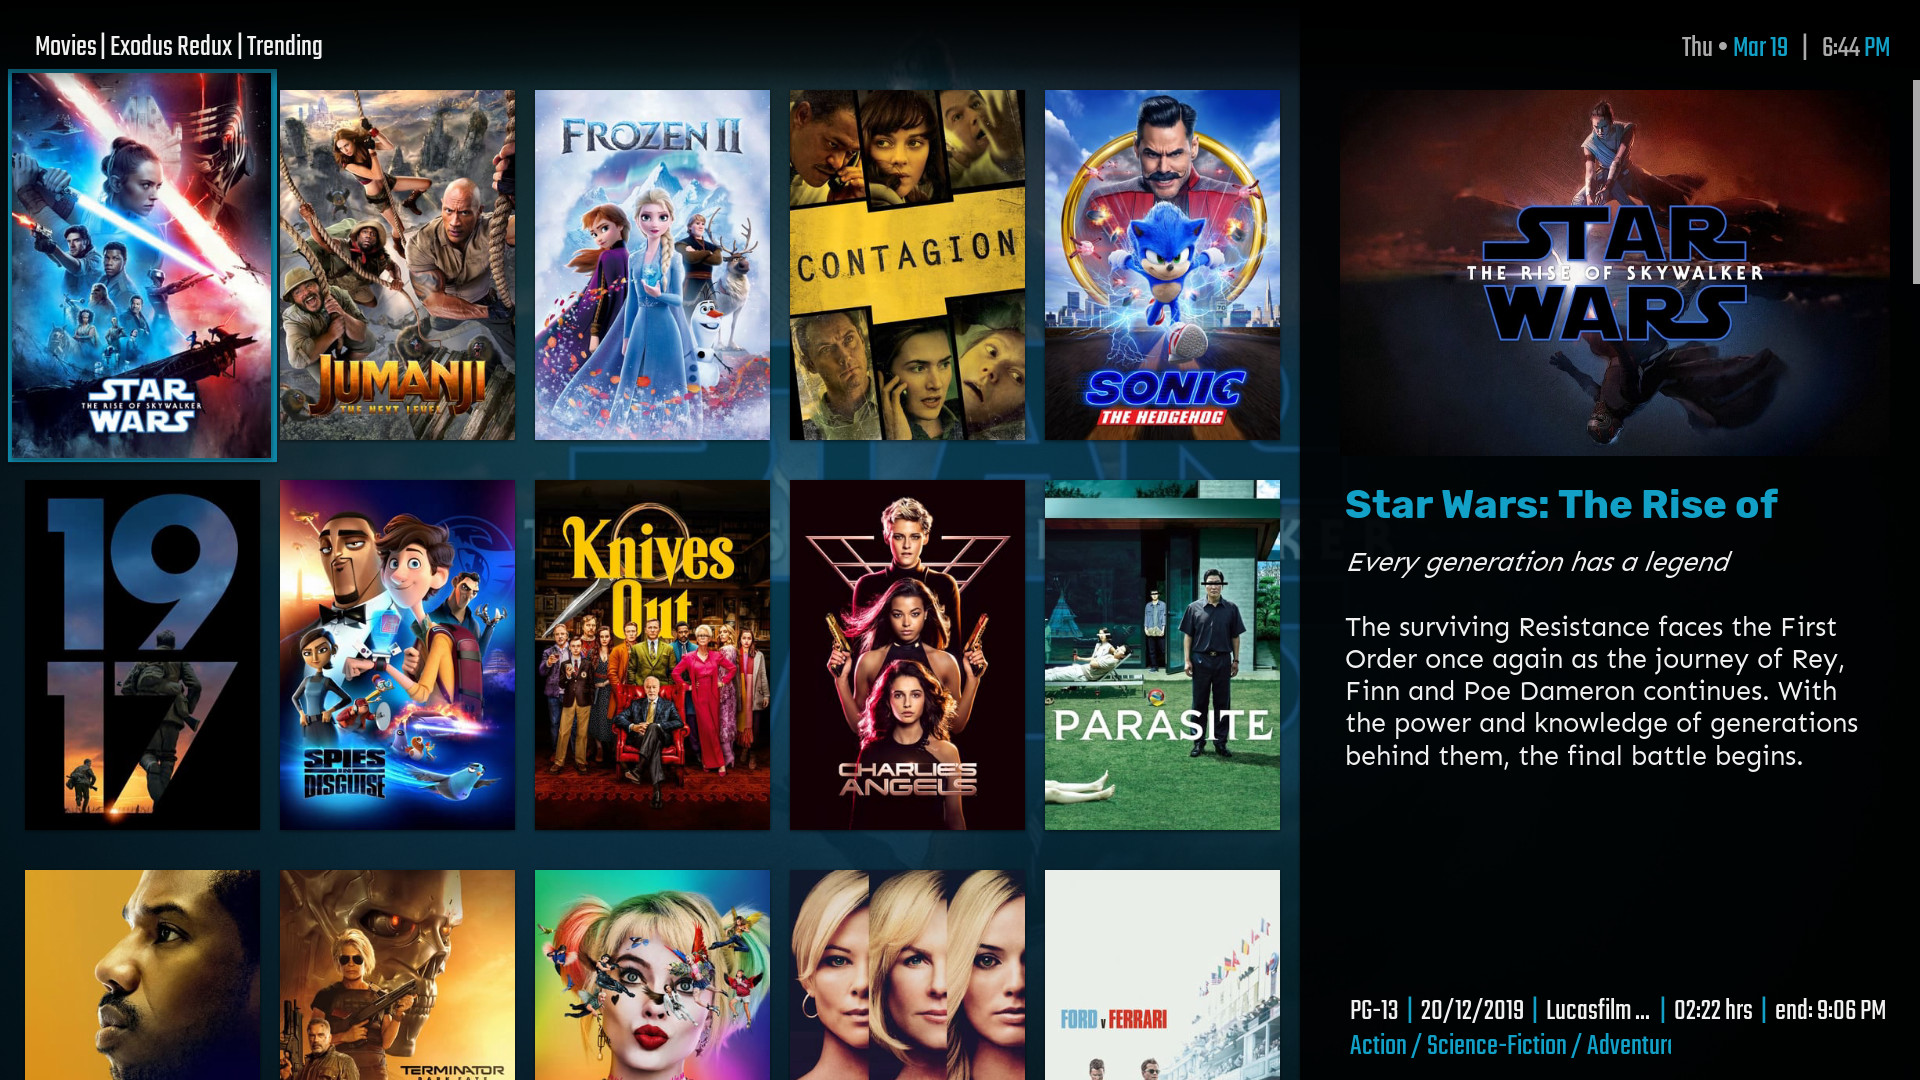 Movies | Exodus Redux | Trending
Thu • Mar 19 | 6:44 PM
STAR
THE RISE OF SKYWALKER
WARS
JUMANJI
THE NEXT LEVEL
FROZEN II
CONTAGION
SONIC
THE HEDGEHOG
STAR
THE RISE OF SKYWALKER
WARS
Star Wars: The Rise of
Every generation has a legend
The surviving Resistance faces the First
Order once again as the journey of Rey,
Finn and Poe Dameron continues. With
the power and knowledge of generations
behind them, the final battle begins.
19
17
SPIES
IN
DISGUISE
Knives
Out
CHARLIE'S
ANGELS
PARASITE
TERMINATOR
DARK FATE
FORD v FERRARI
PG-13 | 20/12/2019 | Lucasfilm ... | 02:22 hrs | end: 9:06 PM
Action / Science-Fiction / Adventur